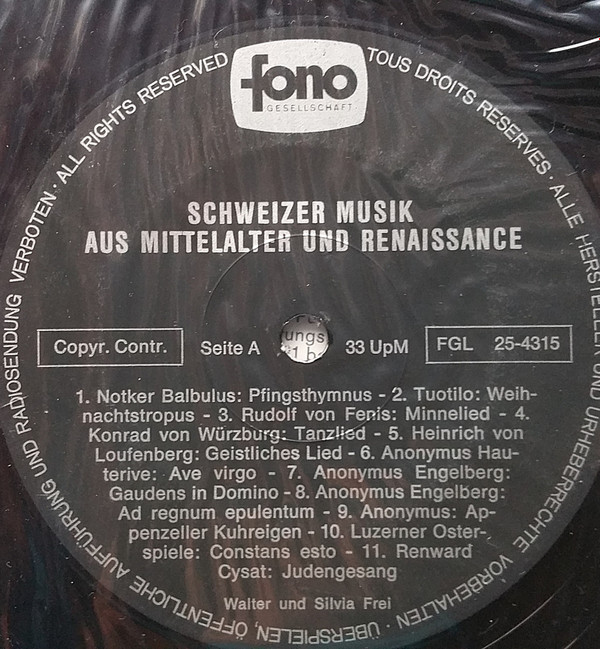 fono
GESELLSCHAFT
ALL RIGHTS RESERVED
TOUS DROITS RESERVES · ALLE HERSTELLER UND URHEBERRECHTE VORBEHALTEN · ÜBERSPIELEN, ÖFFENTLICHE AUFFÜHRUNG UND RADIOSENDUNG VERBOTEN ·
SCHWEIZER MUSIK
AUS MITTELALTER UND RENAISSANCE
Copyr. Contr.
Seite A
ungs
33 UpM
FGL 25-4315
1. Notker Balbulus: Pfingsthymnus - 2. Tuotilo: Weih-
nachtstropus - 3. Rudolf von Fenis: Minnelied - 4.
Konrad von Würzburg: Tanzlied - 5. Heinrich von
Loufenberg: Geistliches Lied - 6. Anonymus Hau-
terive: Ave virgo - 7. Anonymus Engelberg:
Gaudens in Domino - 8. Anonymus Engelberg:
Ad regnum epulentum - 9. Anonymus: Ap-
penzeller Kuhreigen - 10. Luzerner Oster-
spiele: Constans esto - 11. Renward
Cysat: Judengesang
Walter und Silvia Frei